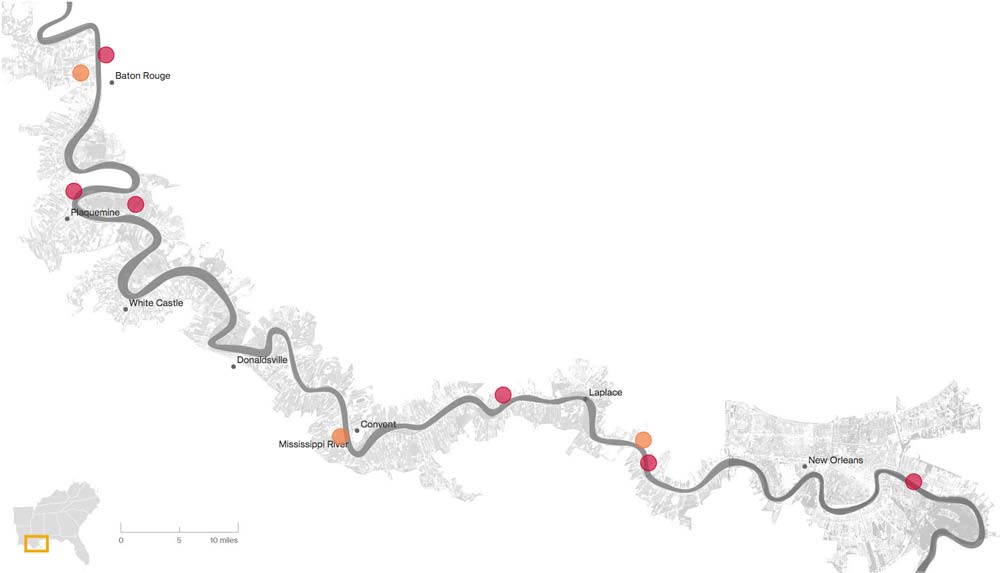 Baton Rouge
Plaquemine
White Castle
Donaldsville
Laplace
Convent
Mississippi River
New Orleans
0 5 10 miles